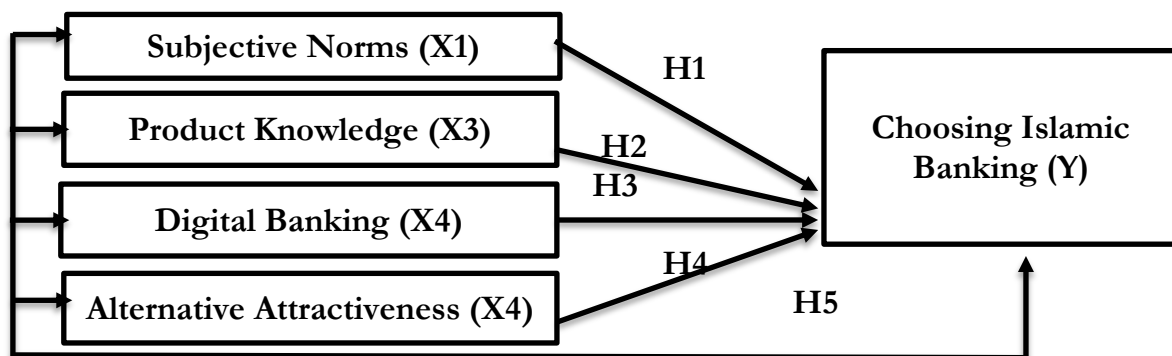 Subjective Norms (X1)
H1
Product Knowledge (X3)
H2
H3
Digital Banking (X4)
H4
Alternative Attractiveness (X4)
H5
Choosing Islamic
Banking (Y)